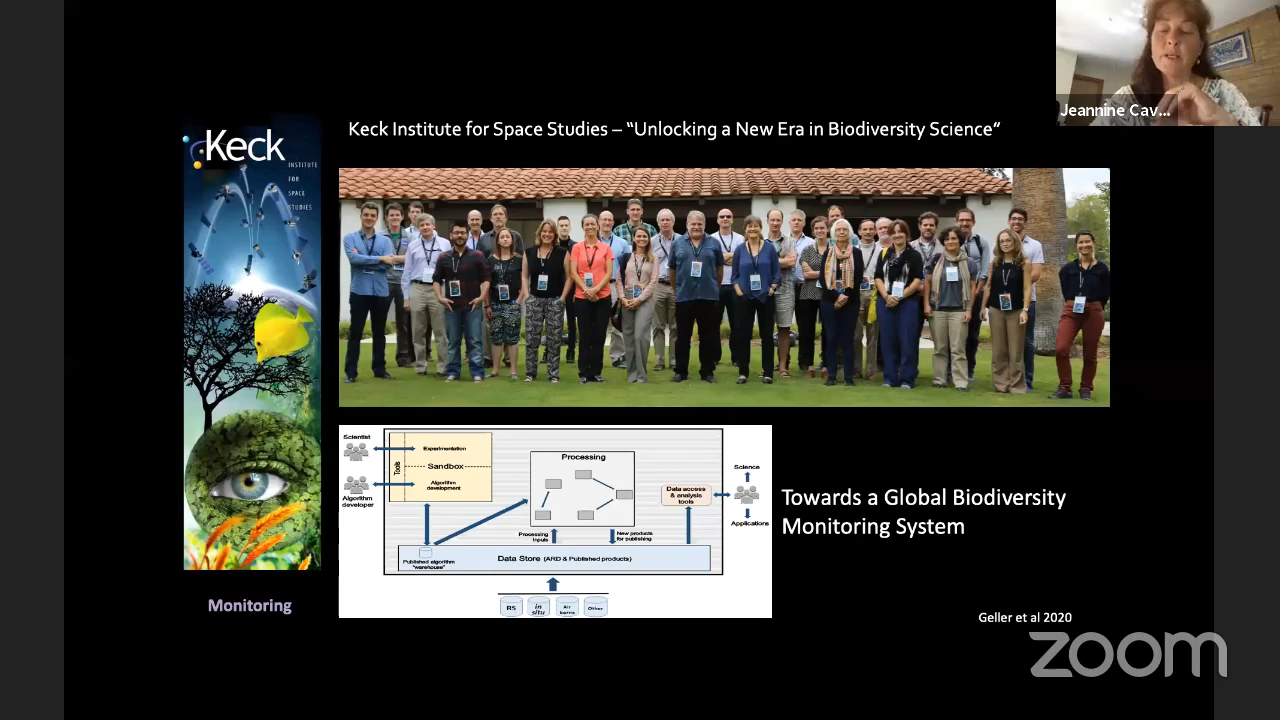 Jeannine Cav...
Keck Institute for Space Studies – “Unlocking a New Era in Biodiversity Science“
Keck
INSTITUTE
FOR
SPACE
STUDIES
Scientist
Algorithm
developer
Tools
Experimentation
Sandbox
Algorithm
development
Processing
Data access
& analysis
tools
Science
Applications
Processing
inputs
New products
for publishing
Published algorithm
"warehouse"
Data Store (ARD & Published products)
RS
in
situ
Air
borne
Other
Towards a Global Biodiversity
Monitoring System
Monitoring
Geller et al 2020
zoom